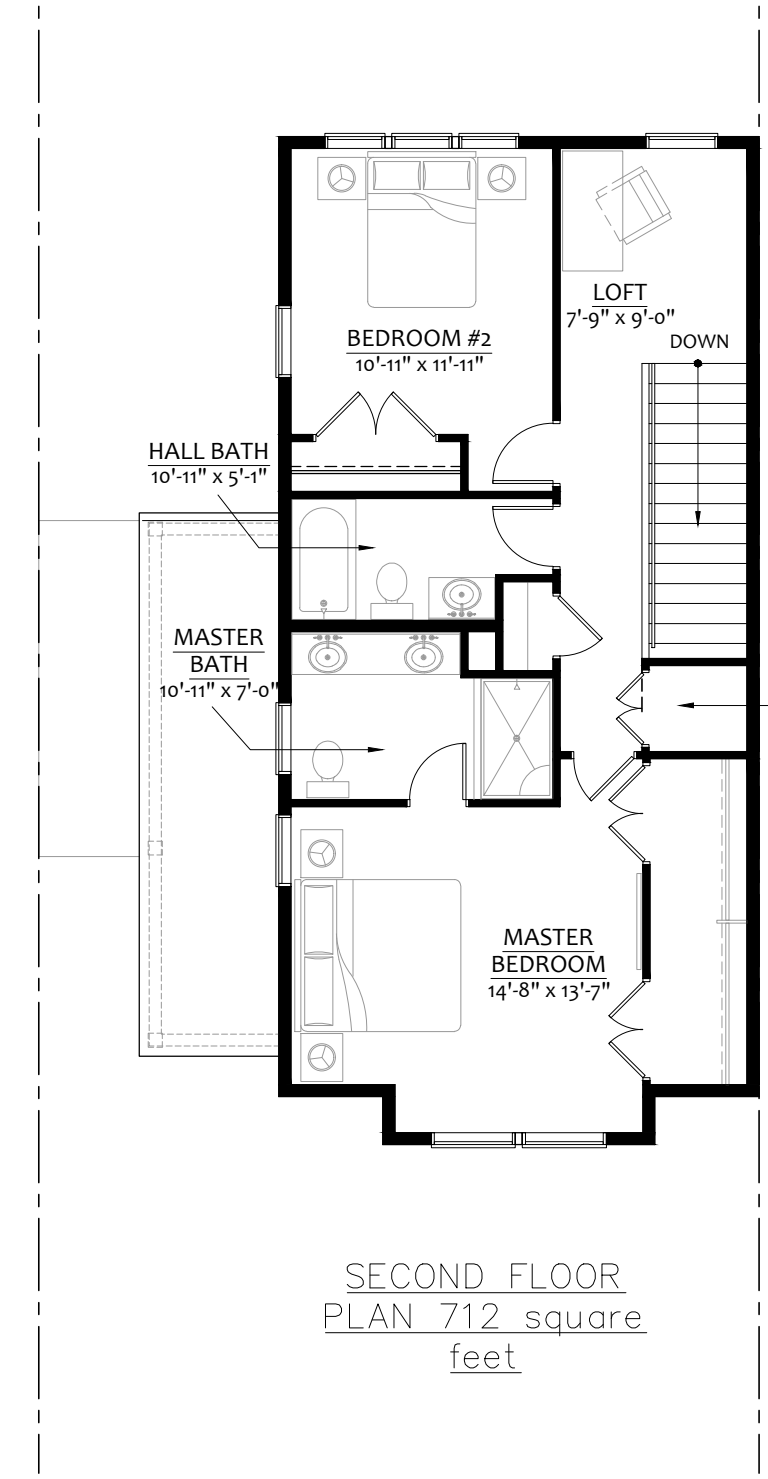 LOFT
7'-9" x 9'-0"
DOWN
BEDROOM #2
10'-11" x 11'-11"
HALL BATH
10'-11" x 5'-1"
MASTER
BATH
10'-11" x 7'-0"
MASTER
BEDROOM
14'-8" x 13'-7"
SECOND FLOOR
PLAN 712 square
feet